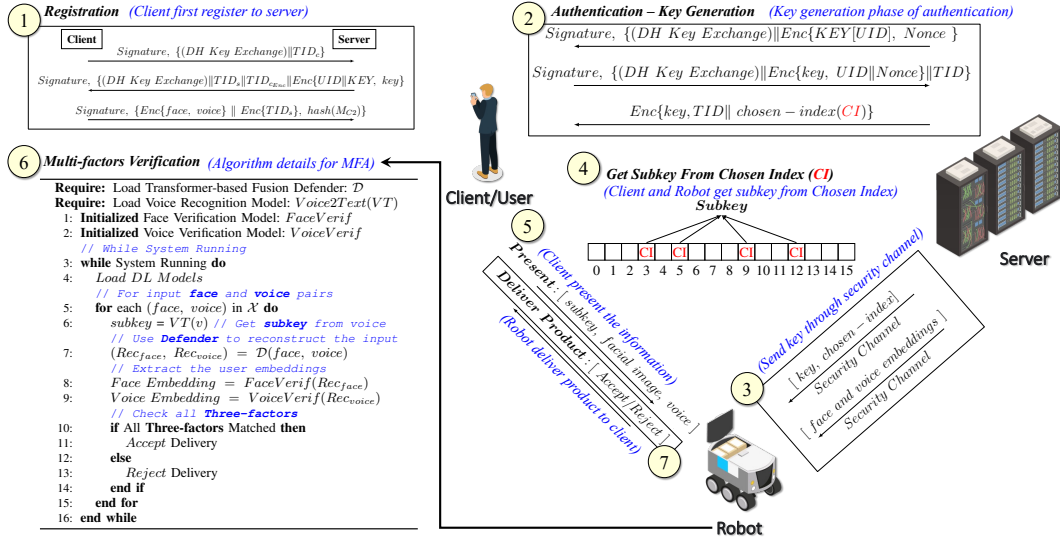 1 Registration (Client first register to server)
Client Server
Signature, {(DH Key Exchange)||TID_c}
Signature, {(DH Key Exchange)||TID_s||TID_{c_{Enc}}||Enc{UID||KEY, key}
Signature, {Enc{face, voice} || Enc{TID_s}, hash(M_{C2})}
2 Authentication – Key Generation (Key generation phase of authentication)
Signature, {(DH Key Exchange)||Enc{KEY[UID], Nonce }
Signature, {(DH Key Exchange)||Enc{key, UID||Nonce}||TID}
Enc{key,TID|| chosen-index(CI)}
Client/User
Server
6 Multi-factors Verification (Algorithm details for MFA)
Require: Load Transformer-based Fusion Defender: 𝒟
Require: Load Voice Recognition Model: Voice2Text(VT)
1: Initialized Face Verification Model: FaceVerif
2: Initialized Voice Verification Model: VoiceVerif
// While System Running
3: while System Running do
4: Load DL Models
// For input face and voice pairs
5: for each (face, voice) in 𝒳 do
6: subkey = VT(v) // Get subkey from voice
// Use Defender to reconstruct the input
7: (Rec_{face}, Rec_{voice}) = 𝒟(face, voice)
// Extract the user embeddings
8: Face Embedding = FaceVerif(Rec_{face})
9: Voice Embedding = VoiceVerif(Rec_{voice})
// Check all Three-factors
10: if All Three-factors Matched then
11: Accept Delivery
12: else
13: Reject Delivery
14: end if
15: end for
16: end while
4 Get Subkey From Chosen Index (CI)
(Client and Robot get subkey from Chosen Index)
Subkey
CI CI CI CI
0 1 2 3 4 5 6 7 8 9 10 11 12 13 14 15
5
(Client present the information)
Present : [ subkey, facial image, voice ]
Deliver Product : [ Accept/Reject ]
(Robot deliver product to client)
7
3
(Send key through security channel)
[ key, chosen-index]
Security Channel
[ face and voice embeddings ]
Security Channel
Robot